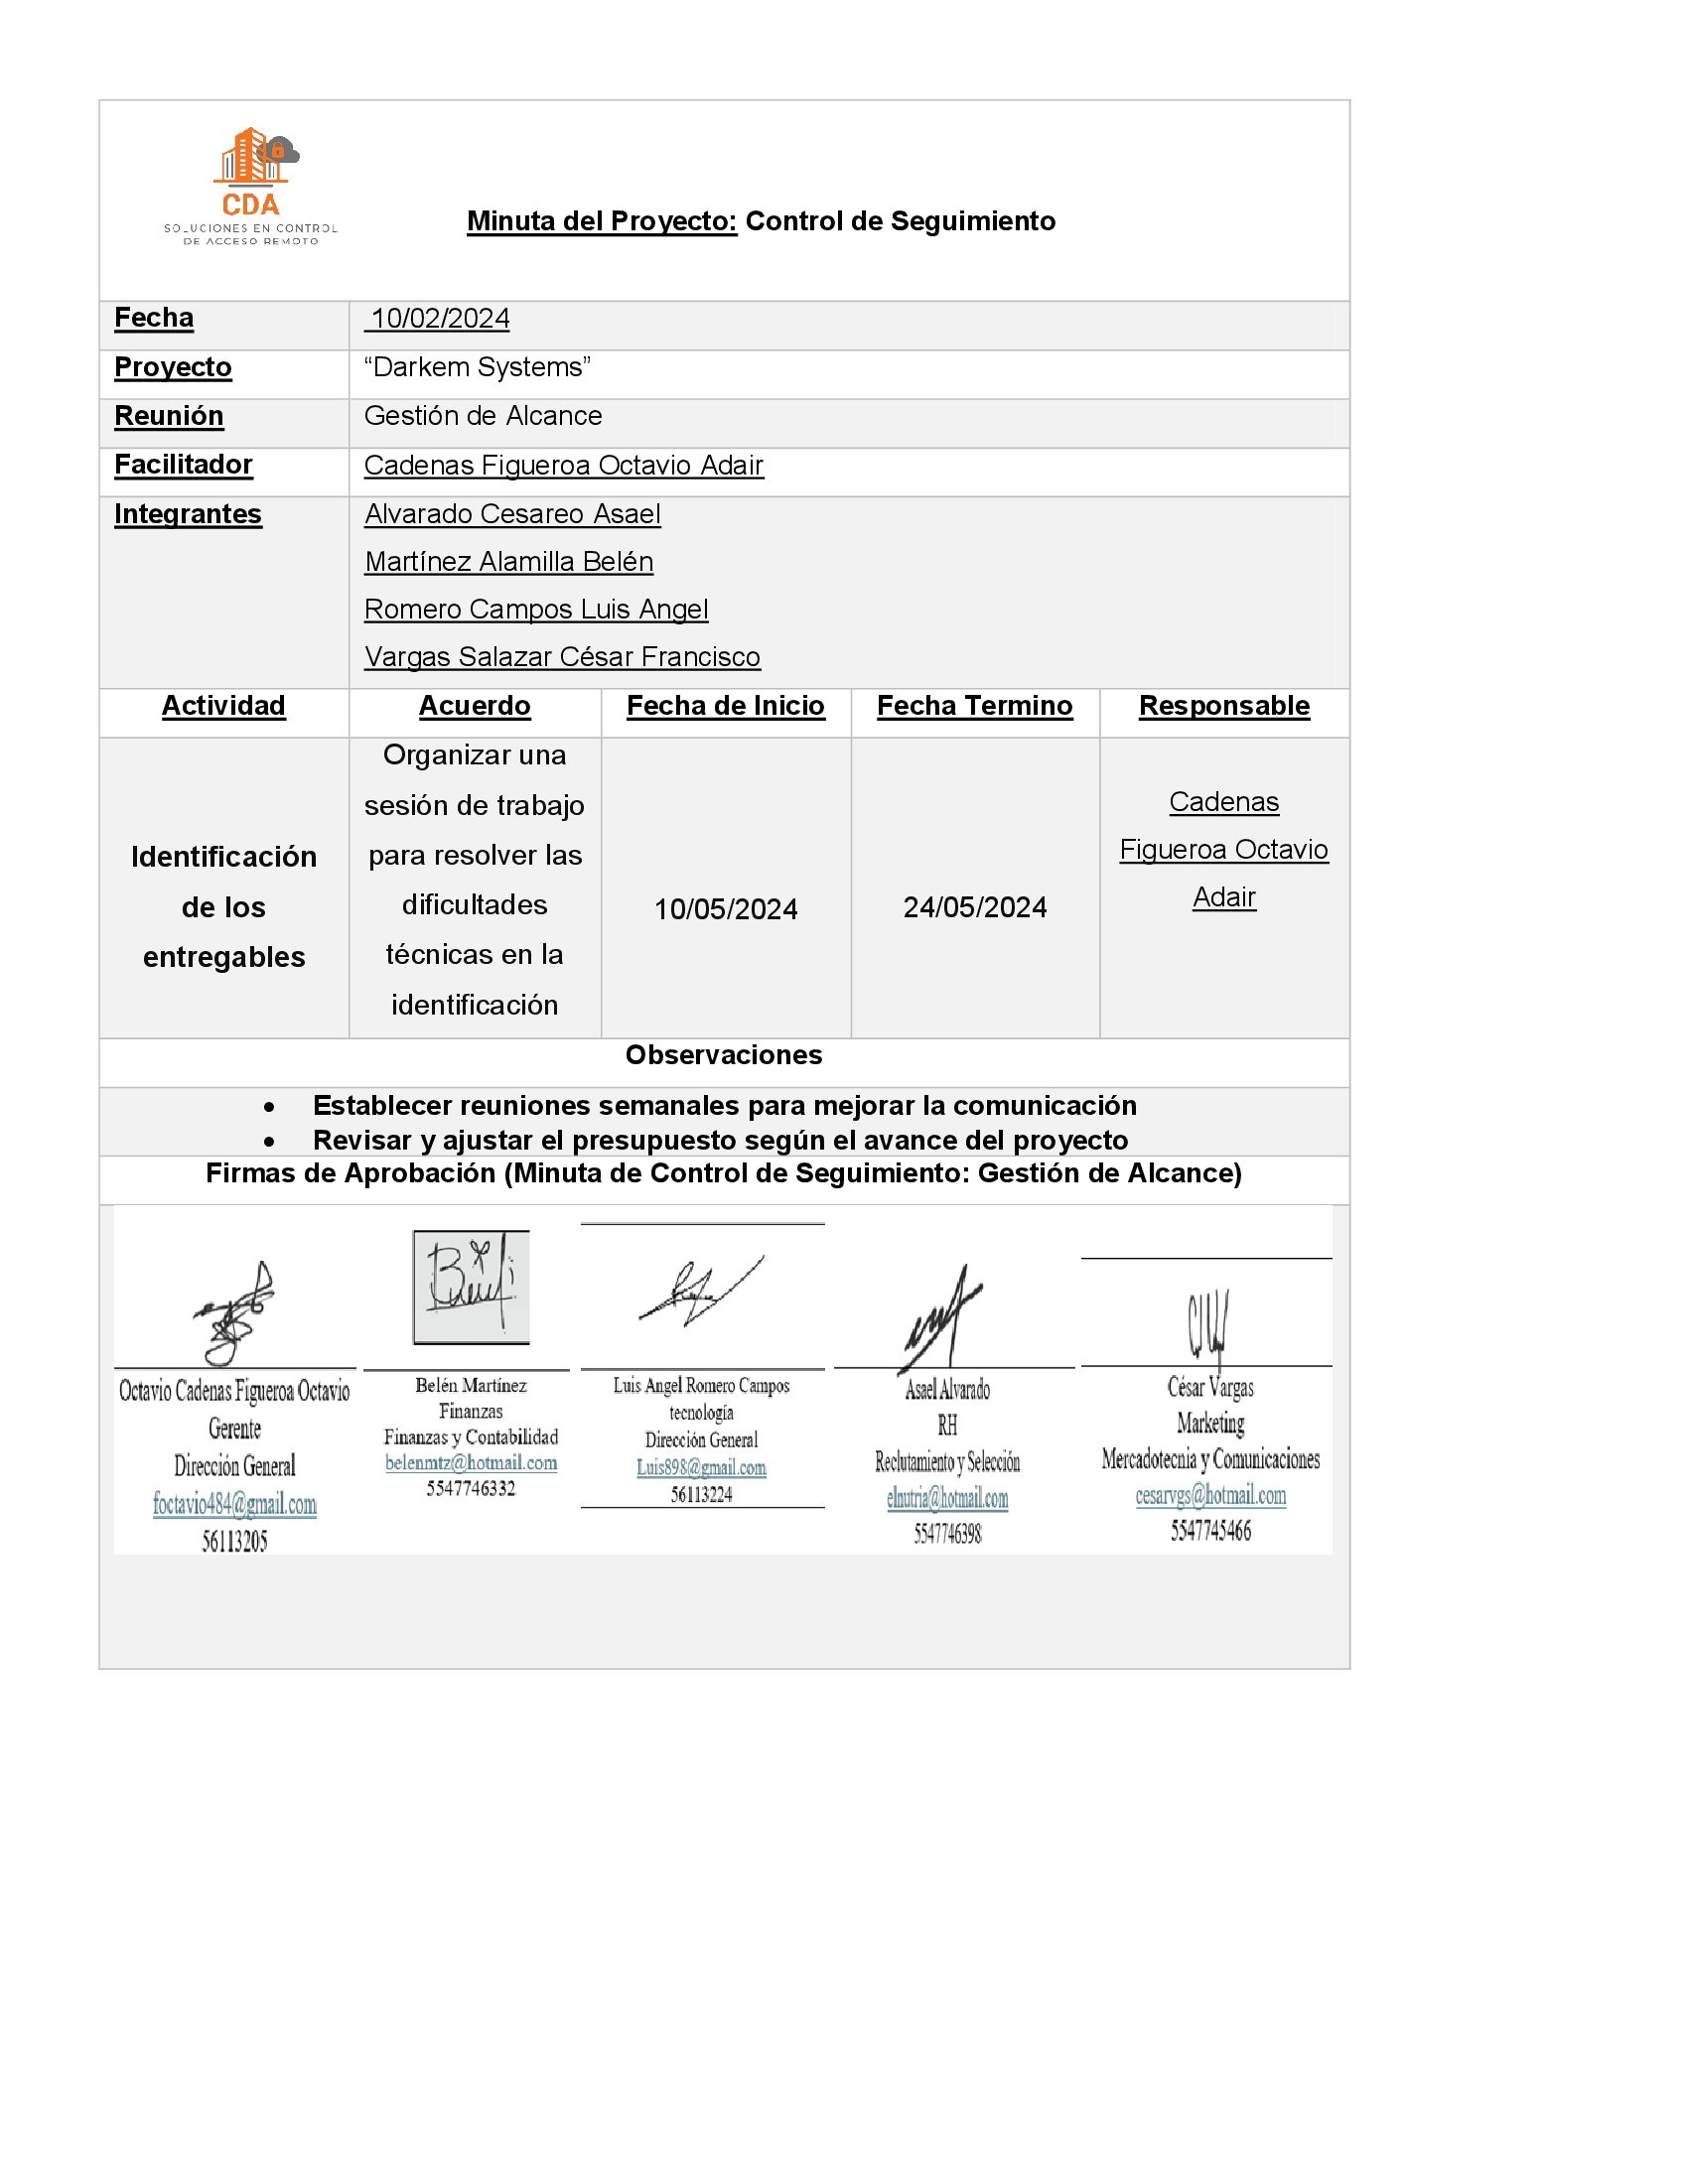 CDA
SOLUCIONES EN CONTROL
DE ACCESO REMOTO
Minuta del Proyecto: Control de Seguimiento
Fecha 10/02/2024
Proyecto “Darkem Systems”
Reunión Gestión de Alcance
Facilitador Cadenas Figueroa Octavio Adair
Integrantes Alvarado Cesareo Asael
Martínez Alamilla Belén
Romero Campos Luis Angel
Vargas Salazar César Francisco
Actividad Acuerdo Fecha de Inicio Fecha Termino Responsable
Identificación
de los
entregables
Organizar una
sesión de trabajo
para resolver las
dificultades
técnicas en la
identificación
10/05/2024
24/05/2024
Cadenas
Figueroa Octavio
Adair
Observaciones
• Establecer reuniones semanales para mejorar la comunicación
• Revisar y ajustar el presupuesto según el avance del proyecto
Firmas de Aprobación (Minuta de Control de Seguimiento: Gestión de Alcance)
Octavio Cadenas Figueroa Octavio
Gerente
Dirección General
foctavio484@gmail.com
56113205
Belén Martínez
Finanzas
Finanzas y Contabilidad
belenmtz@hotmail.com
5547746332
Luis Angel Romero Campos
tecnología
Dirección General
Luis898@gmail.com
56113224
Asael Alvarado
RH
Reclutamiento y Selección
elnutria@hotmail.com
5547746398
César Vargas
Marketing
Mercadotecnia y Comunicaciones
cesarvgs@hotmail.com
5547745466